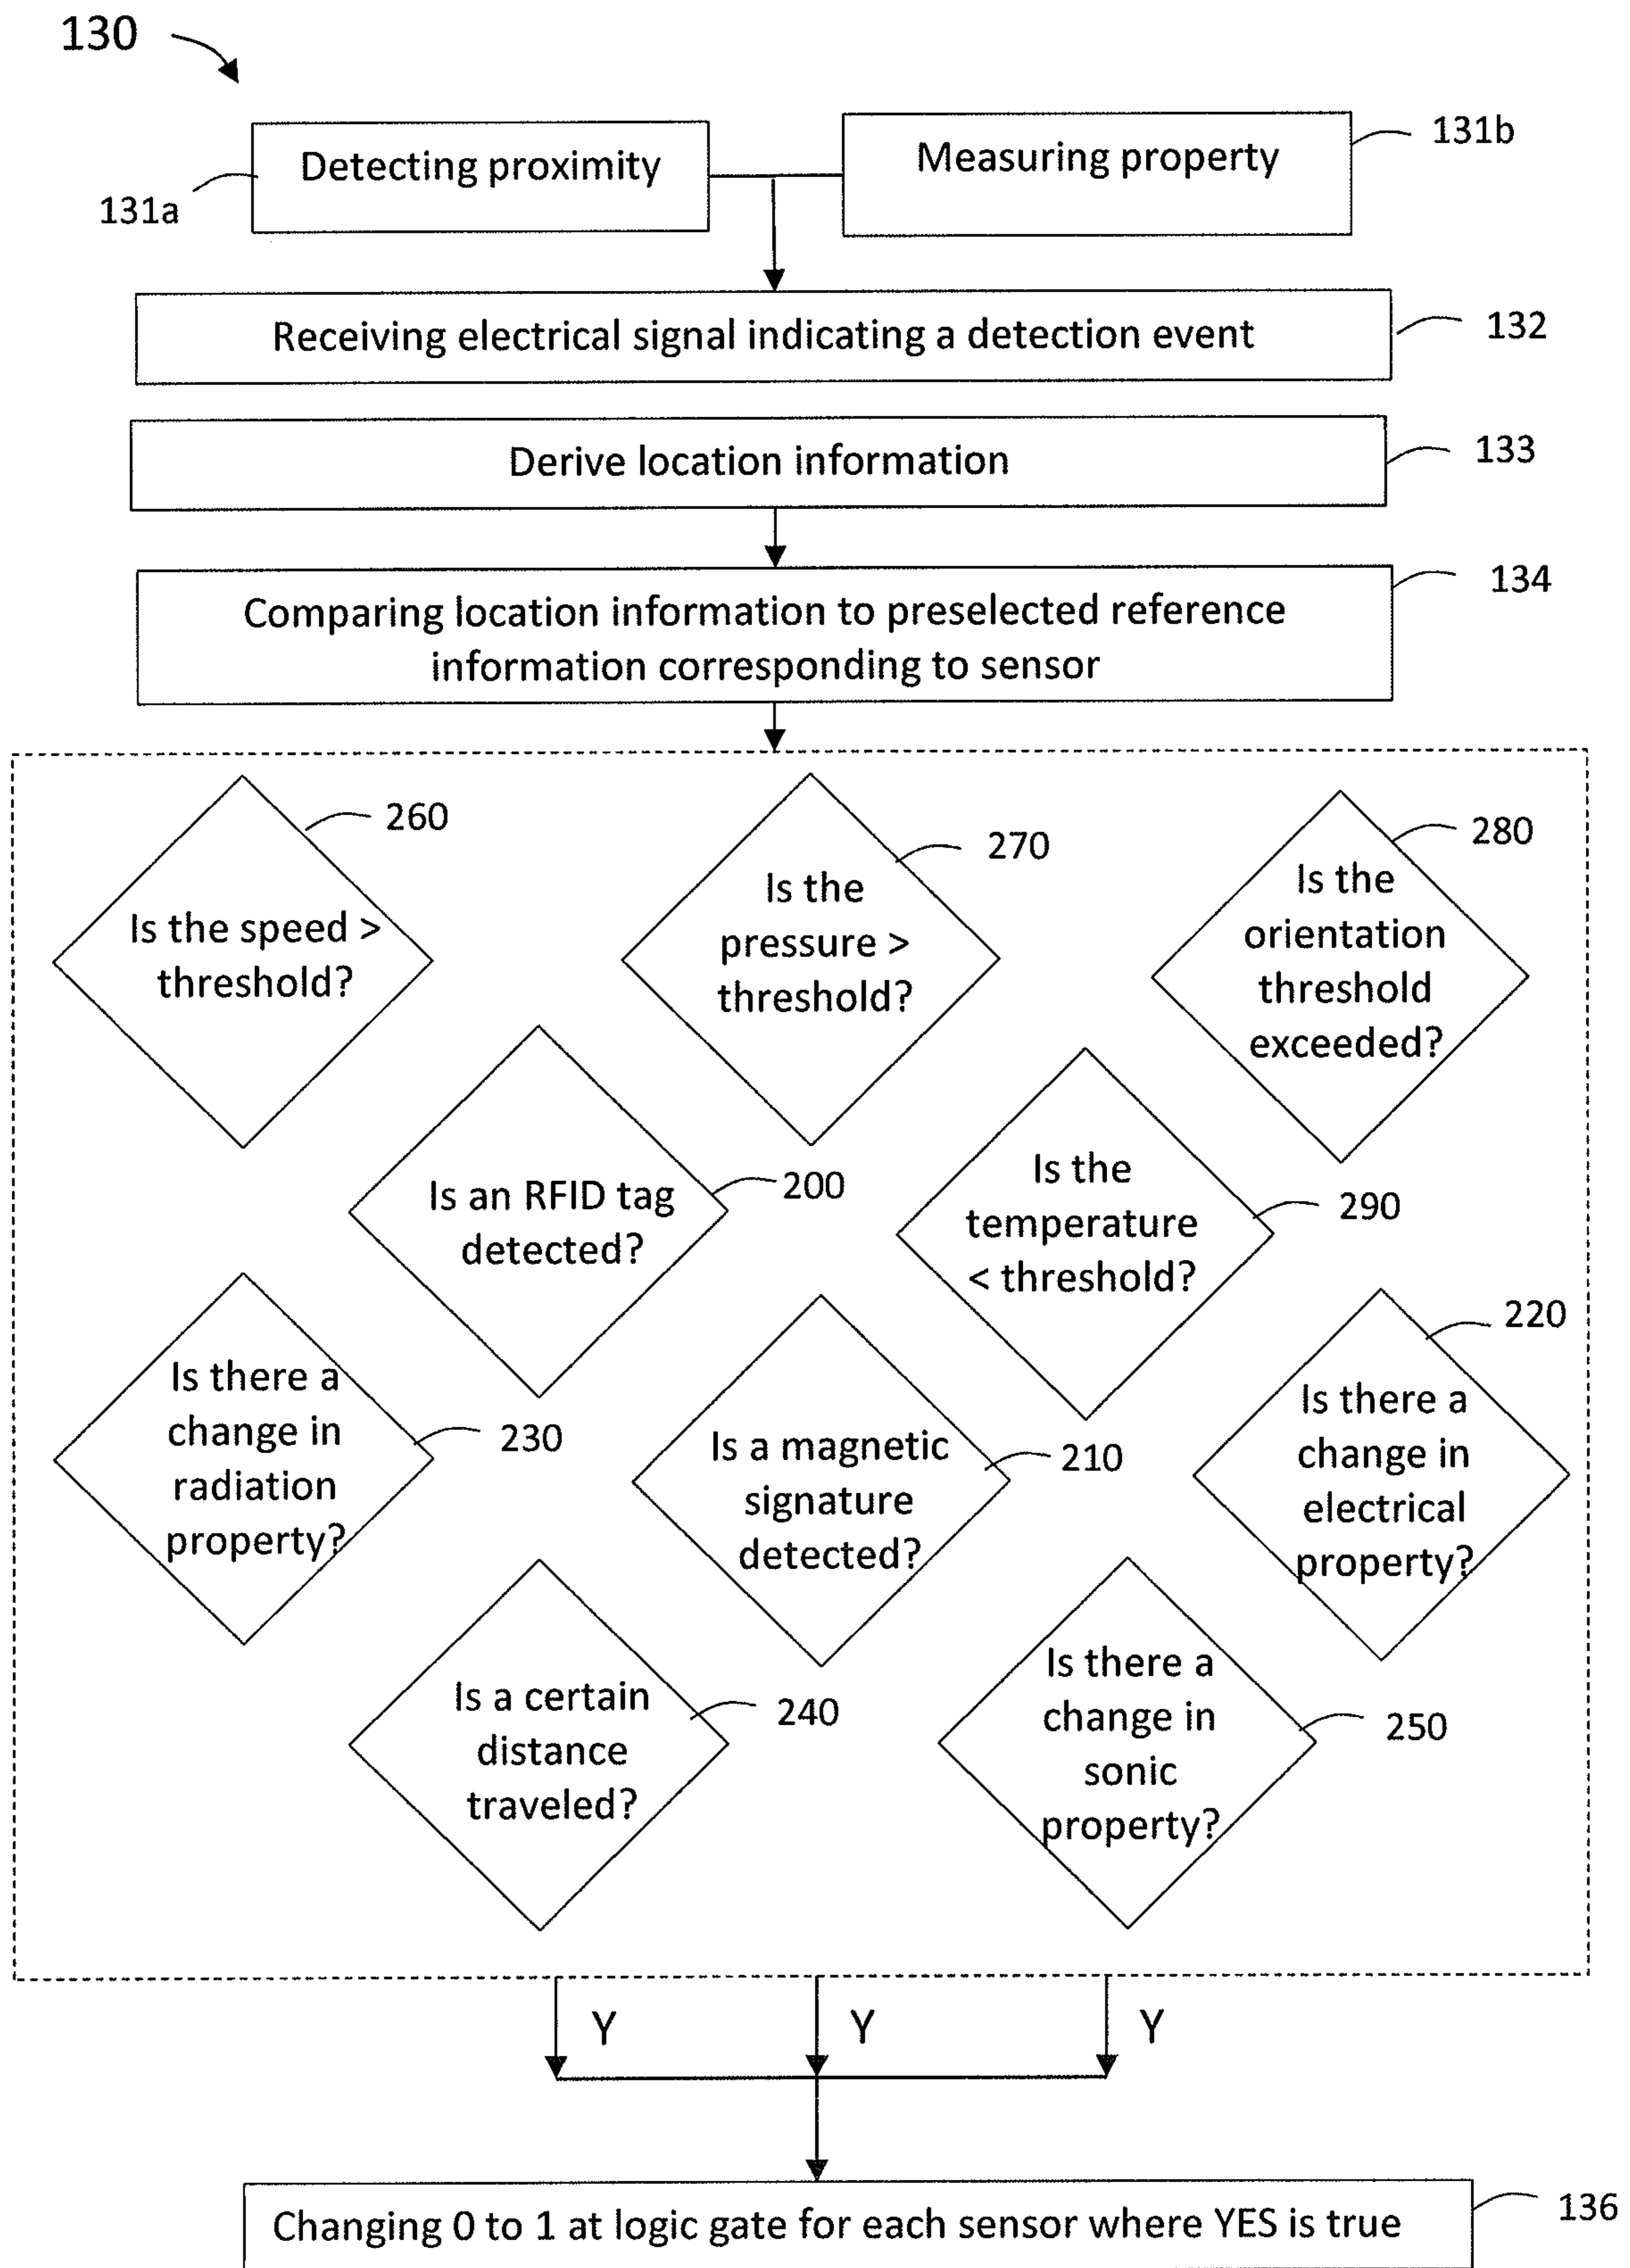 130
Detecting proximity
131a
Measuring property
131b
Receiving electrical signal indicating a detection event
132
Derive location information
133
Comparing location information to preselected reference
information corresponding to sensor
134
Is the speed >
threshold?
260
Is the
pressure >
threshold?
270
Is the
orientation
threshold
exceeded?
280
Is an RFID tag
detected?
200
Is the
temperature
< threshold?
290
Is there a
change in
radiation
property?
230
Is a magnetic
signature
detected?
210
Is there a
change in
electrical
property?
220
Is a certain
distance
traveled?
240
Is there a
change in
sonic
property?
250
Y
Y
Y
Changing 0 to 1 at logic gate for each sensor where YES is true
136